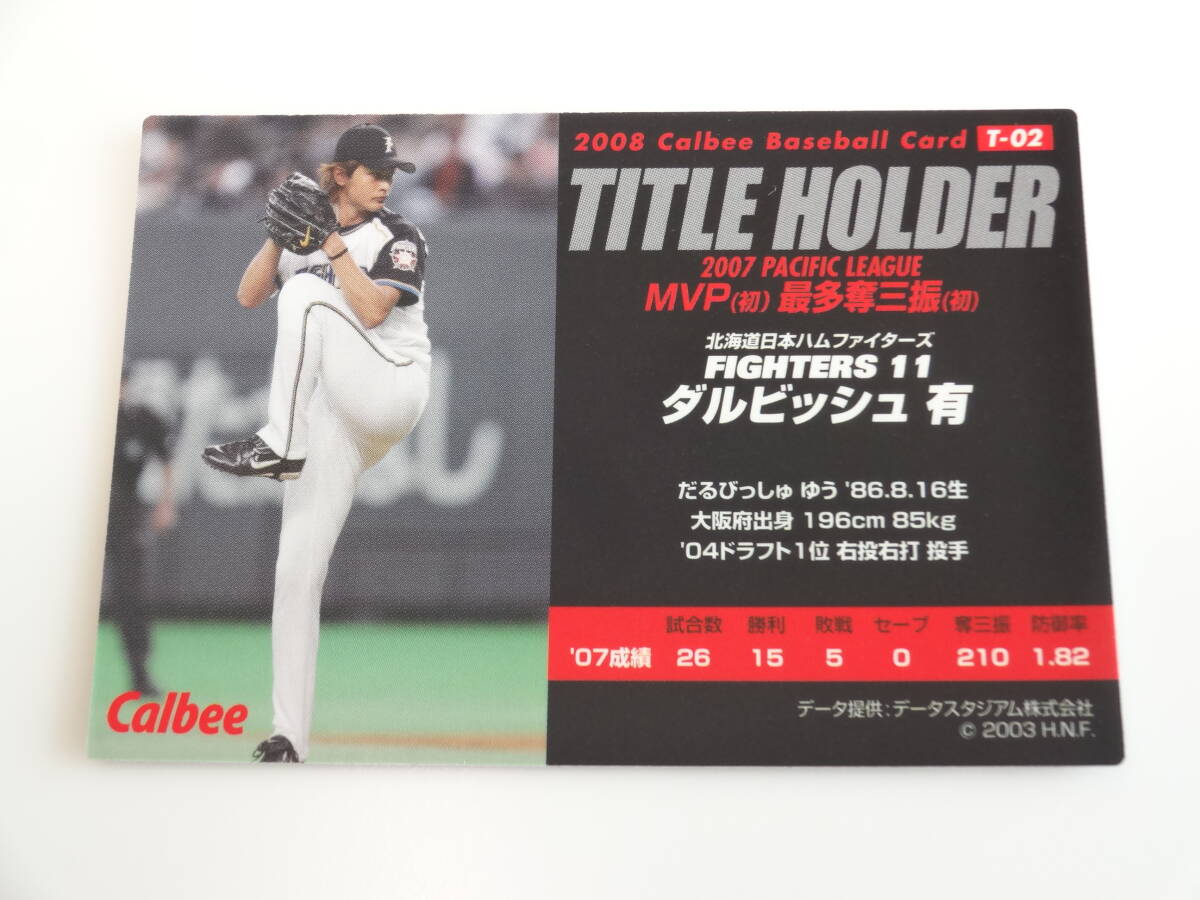 2008 Calbee Baseball Card T-02
TITLE HOLDER
2007 PACIFIC LEAGUE
MVP(初) 最多奪三振(初)
北海道日本ハムファイターズ
FIGHTERS 11
ダルビッシュ 有
だるびっしゅ ゆう '86.8.16生
大阪府出身 196cm 85kg
'04ドラフト1位 右投右打 投手
試合数 勝利 敗戦 セーブ 奪三振 防御率
'07成績 26 15 5 0 210 1.82
データ提供:データスタジアム株式会社
© 2003 H.N.F.
Calbee